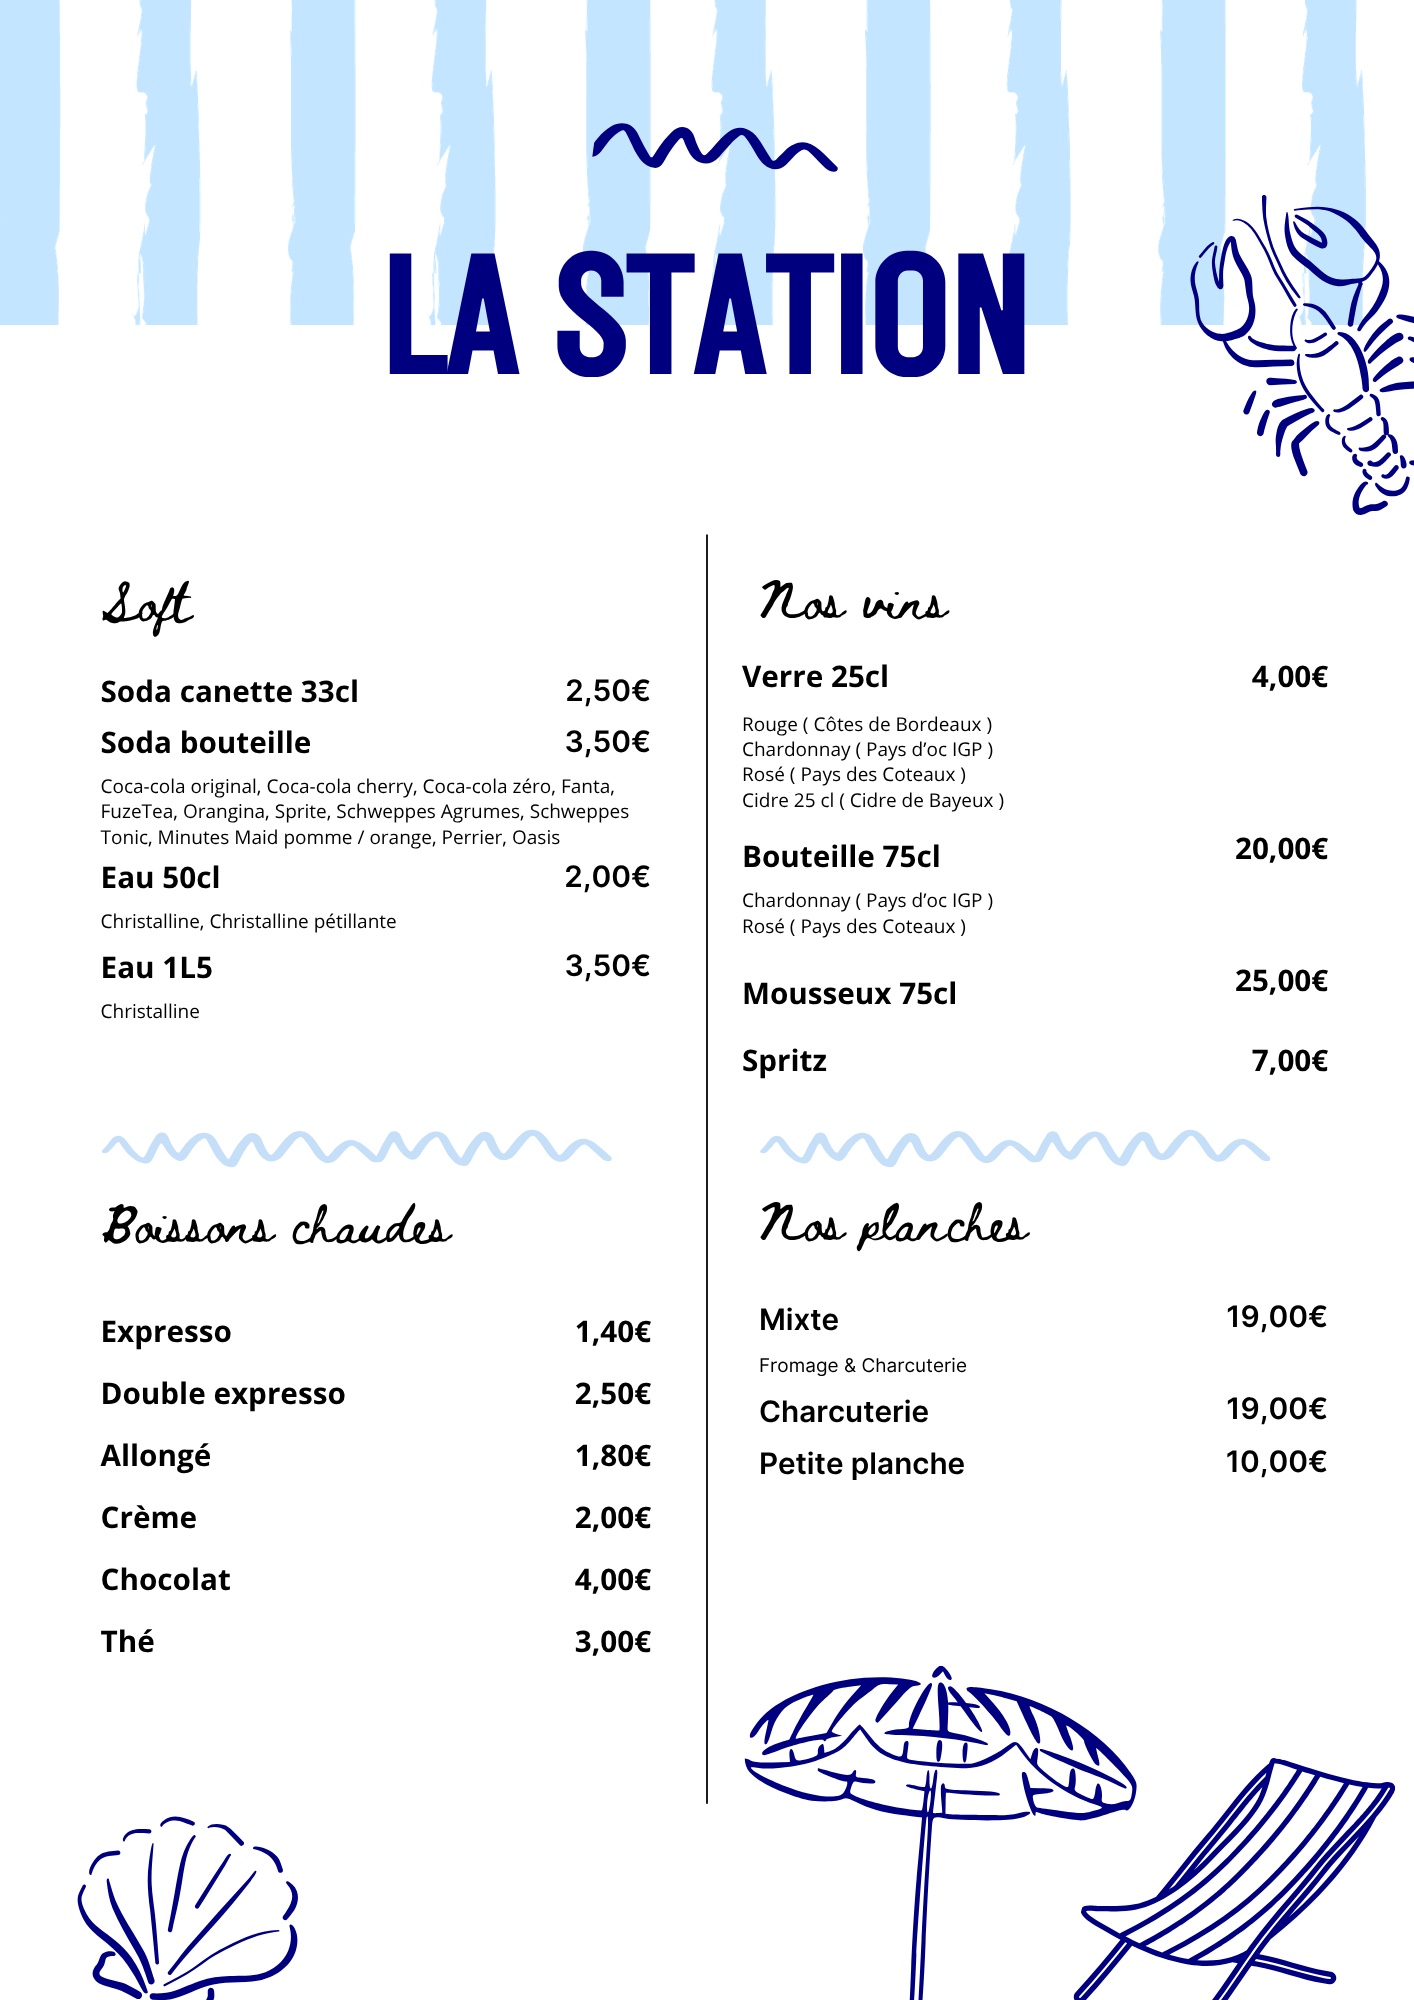 LA STATION
Soft
Soda canette 33cl 2,50€
Soda bouteille 3,50€
Coca-cola original, Coca-cola cherry, Coca-cola zéro, Fanta,
FuzeTea, Orangina, Sprite, Schweppes Agrumes, Schweppes
Tonic, Minutes Maid pomme / orange, Perrier, Oasis
Eau 50cl 2,00€
Christalline, Christalline pétillante
Eau 1L5 3,50€
Christalline
Boissons chaudes
Expresso 1,40€
Double expresso 2,50€
Allongé 1,80€
Crème 2,00€
Chocolat 4,00€
Thé 3,00€
Nos vins
Verre 25cl 4,00€
Rouge ( Côtes de Bordeaux )
Chardonnay ( Pays d’oc IGP )
Rosé ( Pays des Coteaux )
Cidre 25 cl ( Cidre de Bayeux )
Bouteille 75cl 20,00€
Chardonnay ( Pays d’oc IGP )
Rosé ( Pays des Coteaux )
Mousseux 75cl 25,00€
Spritz 7,00€
Nos planches
Mixte 19,00€
Fromage & Charcuterie
Charcuterie 19,00€
Petite planche 10,00€